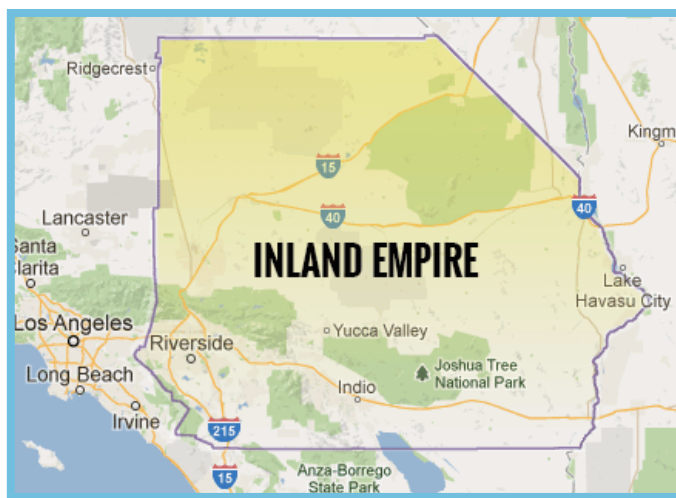 Ridgecrest
15
Kingm
40
40
Lancaster
Santa
Clarita
INLAND EMPIRE
Lake
Havasu City
Los Angeles
Yucca Valley
Riverside
Joshua Tree
National Park
Long Beach
Indio
Irvine
215
15
Anza-Borrego
State Park